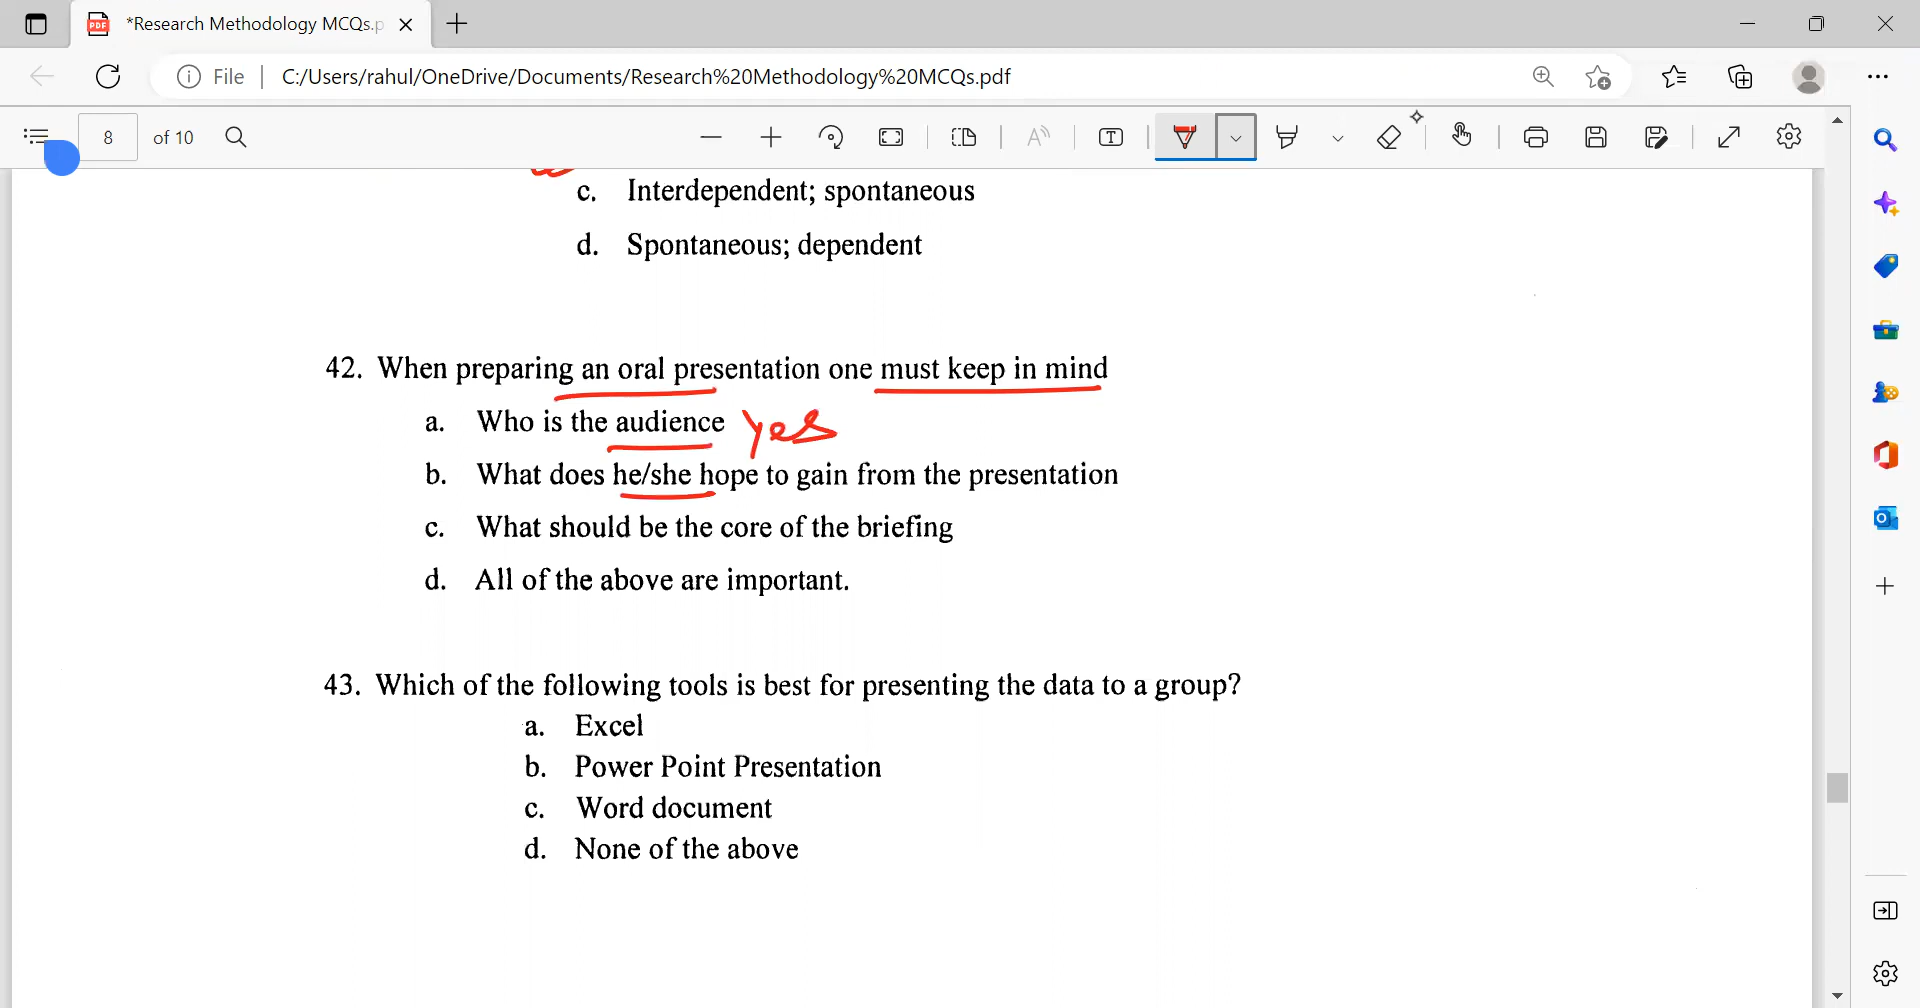 *Research Methodology MCQs.p
File
C:/Users/rahul/OneDrive/Documents/Research%20Methodology%20MCQs.pdf
8 of 10
c. Interdependent; spontaneous
d. Spontaneous; dependent
42. When preparing an oral presentation one must keep in mind
a. Who is the audience yes
b. What does he/she hope to gain from the presentation
c. What should be the core of the briefing
d. All of the above are important.
43. Which of the following tools is best for presenting the data to a group?
a. Excel
b. Power Point Presentation
c. Word document
d. None of the above